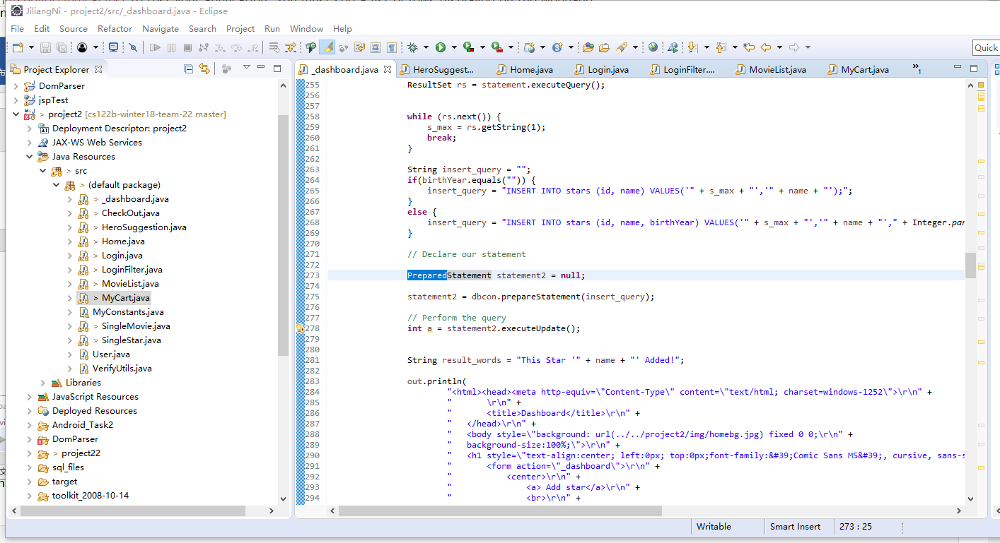 JiliangNi - project2/src/_dashboard.java - Eclipse
File Edit Source Refactor Navigate Search Project Run Window Help
Quick
Project Explorer
_dashboard.java HeroSuggest... Home.java Login.java LoginFilter.... MovieList.java MyCart.java »1
DomParser
jspTest
> project2 [cs122b-winter18-team-22 master]
Deployment Descriptor: project2
JAX-WS Web Services
Java Resources
> src
> (default package)
> _dashboard.java
> CheckOut.java
> HeroSuggestion.java
> Home.java
> Login.java
> LoginFilter.java
> MovieList.java
> MyCart.java
MyConstants.java
> SingleMovie.java
> SingleStar.java
User.java
VerifyUtils.java
Libraries
JavaScript Resources
Deployed Resources
Android_Task2
DomParser
> project22
sql_files
target
toolkit_2008-10-14
255 ResultSet rs = statement.executeQuery();
256
257
258 while (rs.next()) {
259 s_max = rs.getString(1);
260 break;
261 }
262
263 String insert_query = "";
264 if(birthYear.equals("")) {
265 insert_query = "INSERT INTO stars (id, name) VALUES('" + s_max + "','" + name + "');";
266 }
267 else {
268 insert_query = "INSERT INTO stars (id, name, birthYear) VALUES('" + s_max + "','" + name + "'," + Integer.par
269 }
270
271 // Declare our statement
272
273 PreparedStatement statement2 = null;
274
275 statement2 = dbcon.prepareStatement(insert_query);
276
277 // Perform the query
278 int a = statement2.executeUpdate();
279
280
281 String result_words = "This Star '" + name + "' Added!";
282
283 out.println(
284 "<html><head><meta http-equiv=\"Content-Type\" content=\"text/html; charset=windows-1252\">\r\n" +
285 " \r\n" +
286 " <title>Dashboard</title>\r\n" +
287 " </head>\r\n" +
288 " <body style=\"background: url(../../project2/img/homebg.jpg) fixed 0 0;\r\n" +
289 " background-size:100%;\">\r\n" +
290 " <h1 style=\"text-align:center; left:0px; top:0px;font-family:&#39;Comic Sans MS&#39;, cursive, sans-s
291 " <form action=\"_dashboard\">\r\n" +
292 " <center>\r\n" +
293 " <a> Add star</a>\r\n" +
294 " <br>\r\n" +
Writable Smart Insert 273 : 25